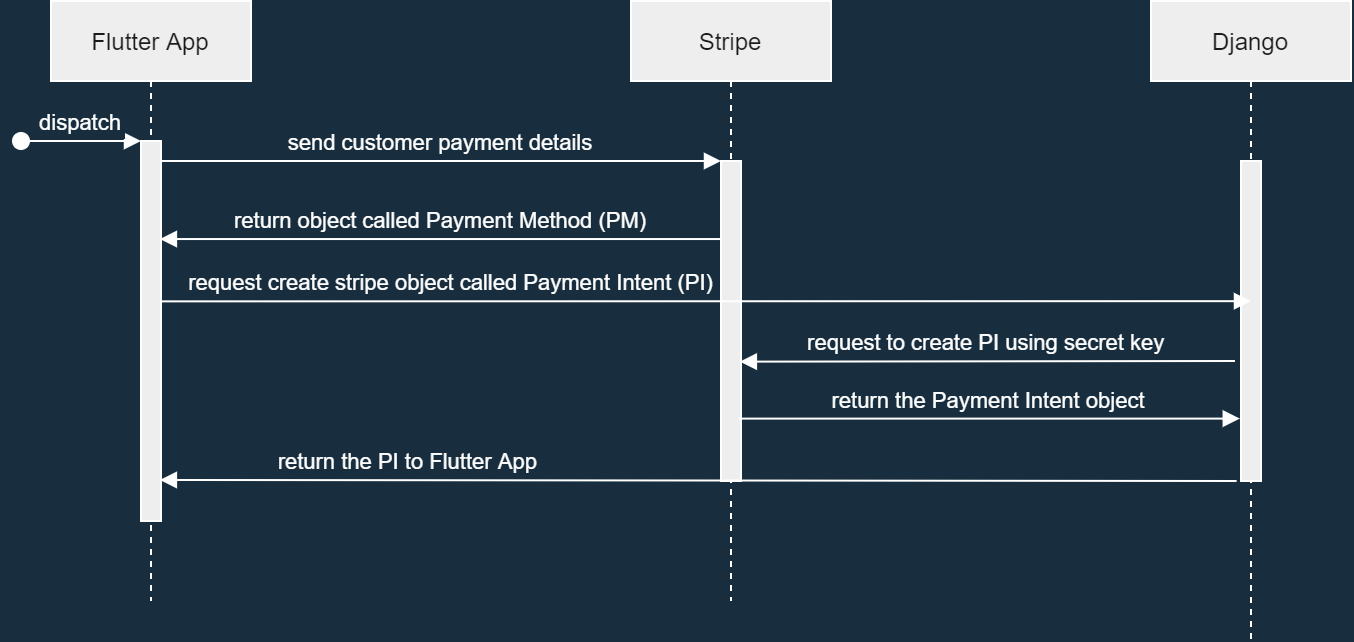 Flutter App
Stripe
Django
dispatch
send customer payment details
return object called Payment Method (PM)
request create stripe object called Payment Intent (PI)
request to create PI using secret key
return the Payment Intent object
return the PI to Flutter App